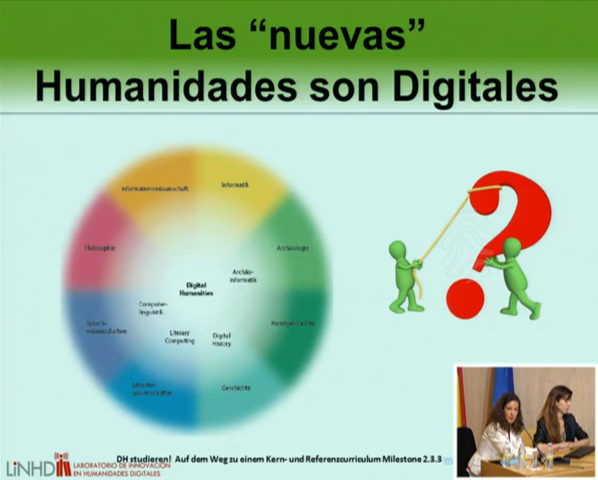 Las “nuevas”
Humanidades son Digitales
Informationswissenschaft
Informatik
Philosophie
Archäologie
Archäo-
informatik
Digital
Humanities
Computer-
linguistik
Sprach-
wissenschaften
Literary
Computing
Digital
History
Kunstgeschichte
Literatur-
wissenschaften
Geschichte
DH studieren! Auf dem Weg zu einem Kern- und Referenzcurriculum Milestone 2.3.3
LiNHD
LABORATORIO DE INNOVACIÓN
EN HUMANIDADES DIGITALES